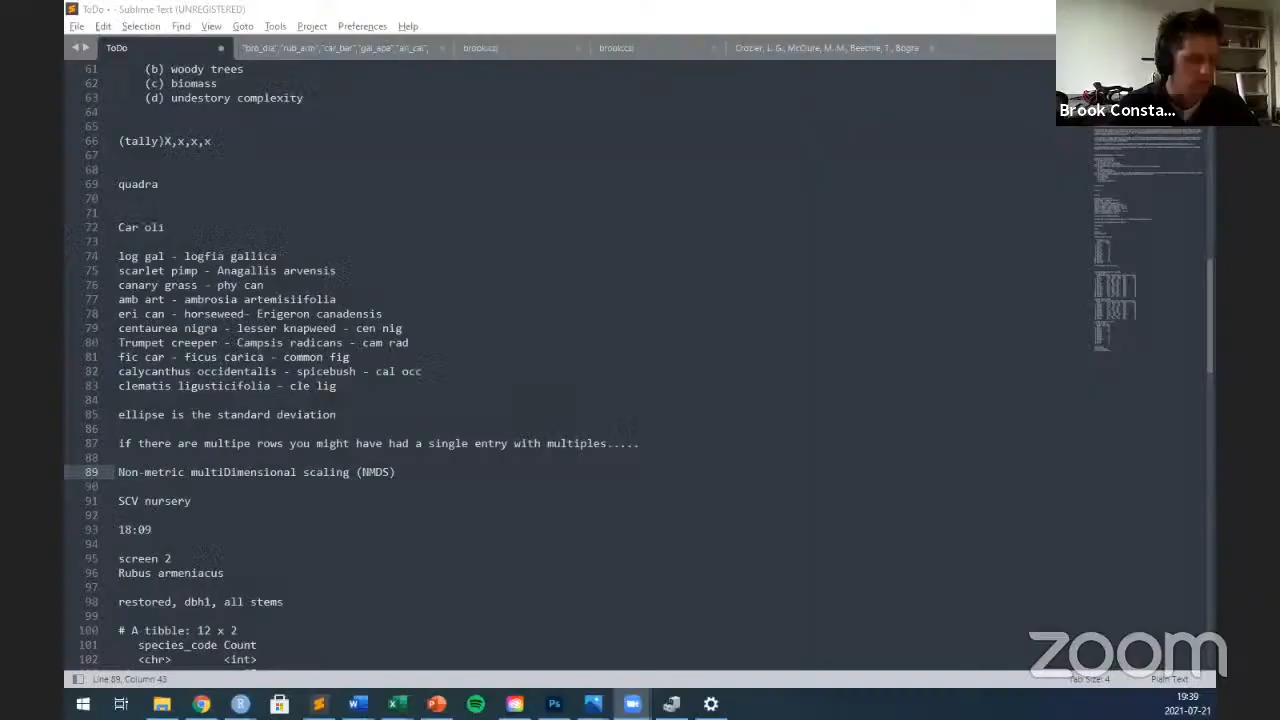 ToDo • - Sublime Text (UNREGISTERED)
File Edit Selection Find View Goto Tools Project Preferences Help
ToDo
Brook Consta...
61 (b) woody trees
62 (c) biomass
63 (d) undestory complexity
64
65
66 (tally)X,x,x,x
67
68
69 quadra
70
71
72 Car oli
73
74 log gal - logfia gallica
75 scarlet pimp - Anagallis arvensis
76 canary grass - phy can
77 amb art - ambrosia artemisiifolia
78 eri can - horseweed- Erigeron canadensis
79 centaurea nigra - lesser knapweed - cen nig
80 Trumpet creeper - Campsis radicans - cam rad
81 fic car - ficus carica - common fig
82 calycanthus occidentalis - spicebush - cal occ
83 clematis ligusticifolia - cle lig
84
85 ellipse is the standard deviation
86
87 if there are multipe rows you might have had a single entry with multiples.....
88
89 Non-metric multiDimensional scaling (NMDS)
90
91 SCV nursery
92
93 18:09
94
95 screen 2
96 Rubus armeniacus
97
98 restored, dbh1, all stems
99
100 # A tibble: 12 x 2
101 species_code Count
102 <chr> <int>
zoom
Line 89, Column 43 Tab Size: 4 Plain Text
19:39
2021-07-21